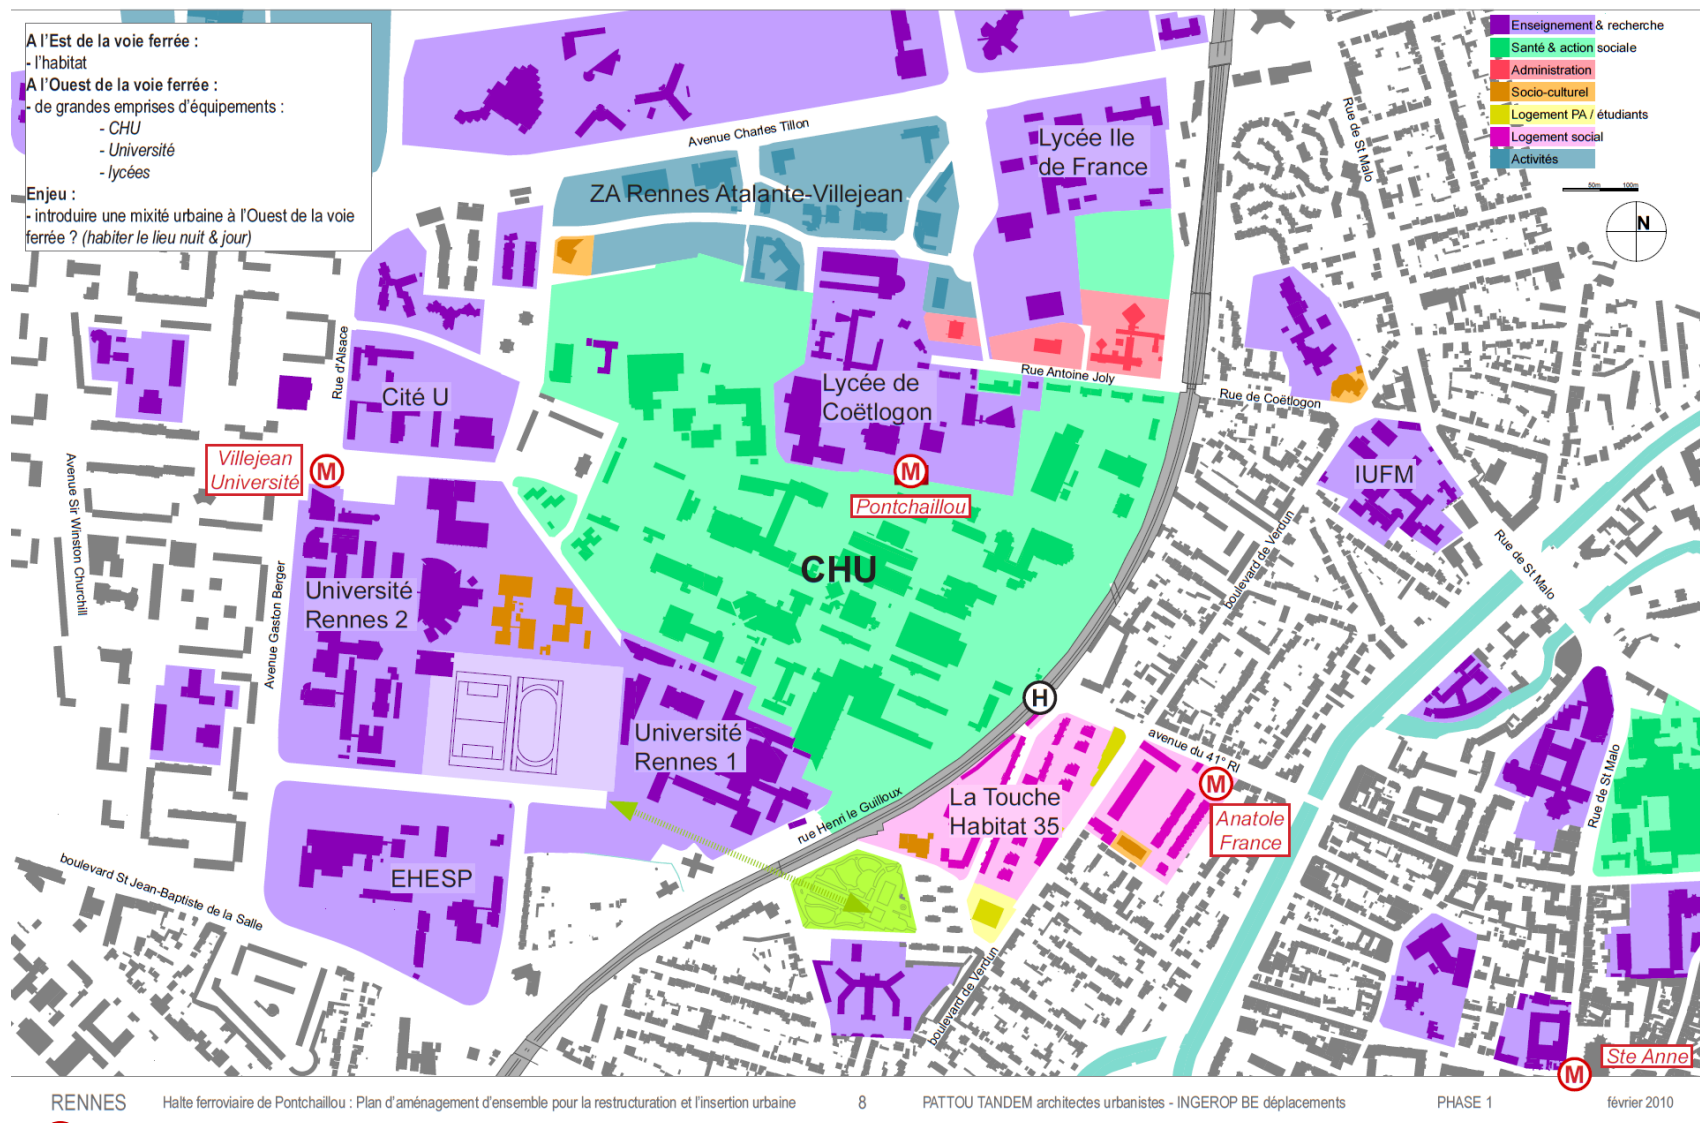 A l'Est de la voie ferrée :
- l'habitat
A l'Ouest de la voie ferrée :
- de grandes emprises d'équipements :
- CHU
- Université
- lycées
Enjeu :
- introduire une mixité urbaine à l'Ouest de la voie
ferrée ? (habiter le lieu nuit & jour)
Enseignement & recherche
Santé & action sociale
Administration
Socio-culturel
Logement PA / étudiants
Logement social
Activités
50m 100m
N
Avenue Charles Tillon
Lycée Ile
de France
Rue de St Malo
ZA Rennes Atalante-Villejean
Rue d'Alsace
Cité U
Lycée de
Coëtlogon
Rue Antoine Joly
Rue de Coëtlogon
Villejean
Université
M
M
Pontchaillou
IUFM
Avenue Sir Winston Churchill
Avenue Gaston Berger
CHU
boulevard de Verdun
Rue de St Malo
Université
Rennes 2
H
Université
Rennes 1
avenue du 41° RI
M
Anatole
France
Rue de St Malo
La Touche
Habitat 35
rue Henri le Guilloux
EHESP
boulevard St Jean-Baptiste de la Salle
boulevard de Verdun
Ste Anne
M
RENNES
Halte ferroviaire de Pontchaillou : Plan d'aménagement d'ensemble pour la restructuration et l'insertion urbaine
8
PATTOU TANDEM architectes urbanistes - INGEROP BE déplacements
PHASE 1
février 2010